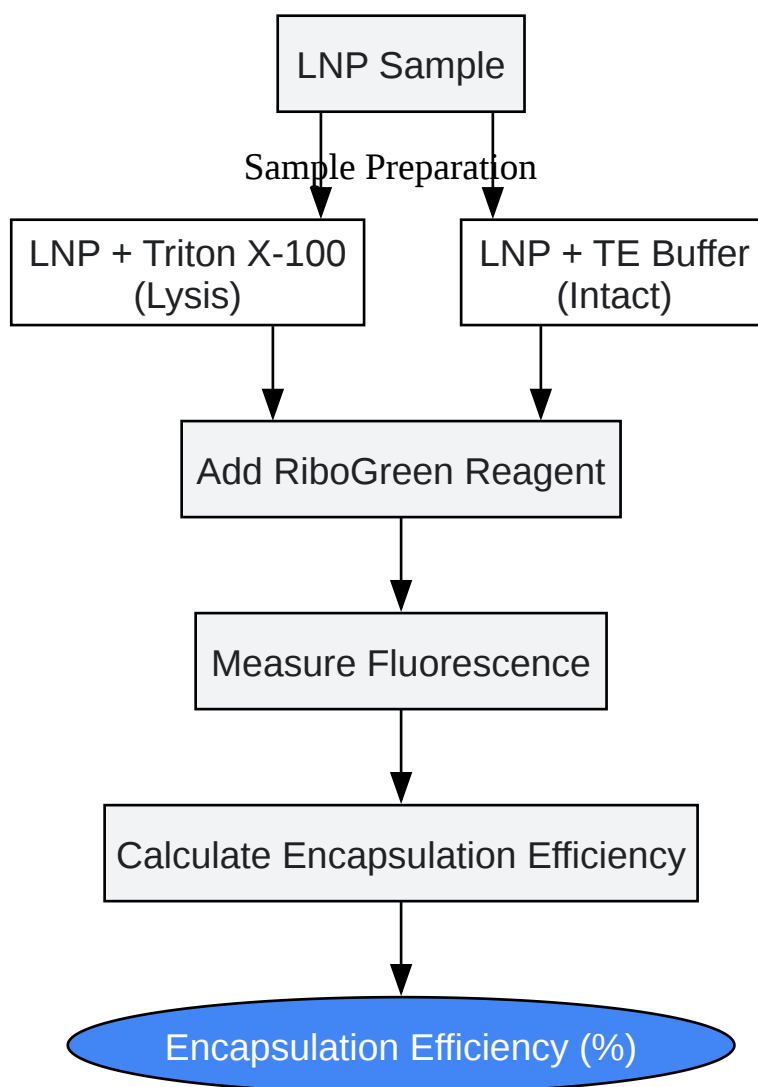 LNP Sample
Sample Preparation
LNP + Triton X-100
(Lysis)
LNP + TE Buffer
(Intact)
Add RiboGreen Reagent
Measure Fluorescence
Calculate Encapsulation Efficiency
Encapsulation Efficiency (%)